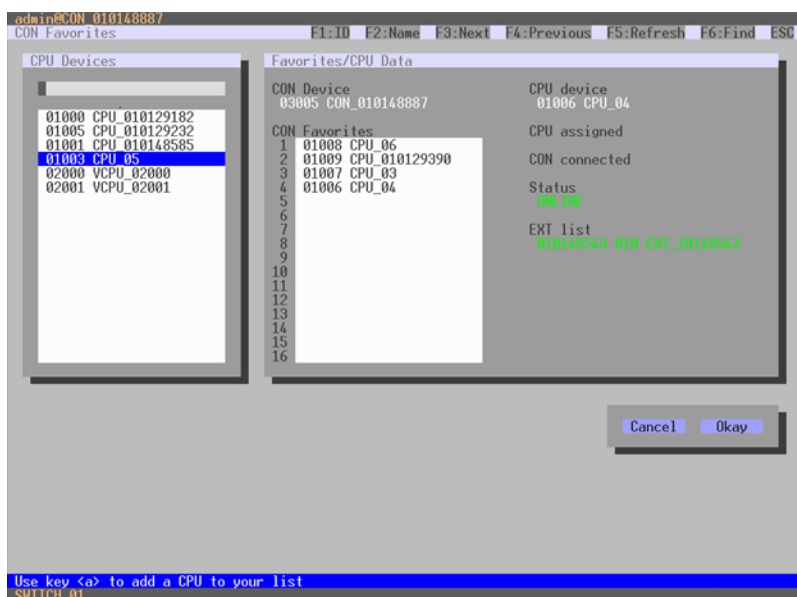 admin@CON_010148887
CON Favorites F1:ID F2:Name F3:Next F4:Previous F5:Refresh F6:Find ESC
CPU Devices
01000 CPU_010129182
01005 CPU_010129232
01001 CPU_010148585
01003 CPU_05
02000 VCPU_02000
02001 VCPU_02001
Favorites/CPU Data
CON Device
03005 CON_010148887
CON Favorites
1 01008 CPU_06
2 01009 CPU_010129390
3 01007 CPU_03
4 01006 CPU_04
5
6
7
8
9
10
11
12
13
14
15
16
CPU device
01006 CPU_04
CPU assigned
CON connected
Status
ONLINE
EXT list
010148543 010 EXT_10148543
Cancel Okay
Use key <a> to add a CPU to your list
SWITCH_01